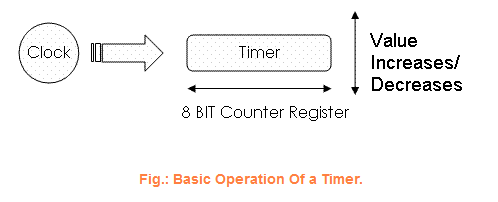 Clock
Timer
Value
Increases/
Decreases
8 BIT Counter Register
Fig.: Basic Operation Of a Timer.